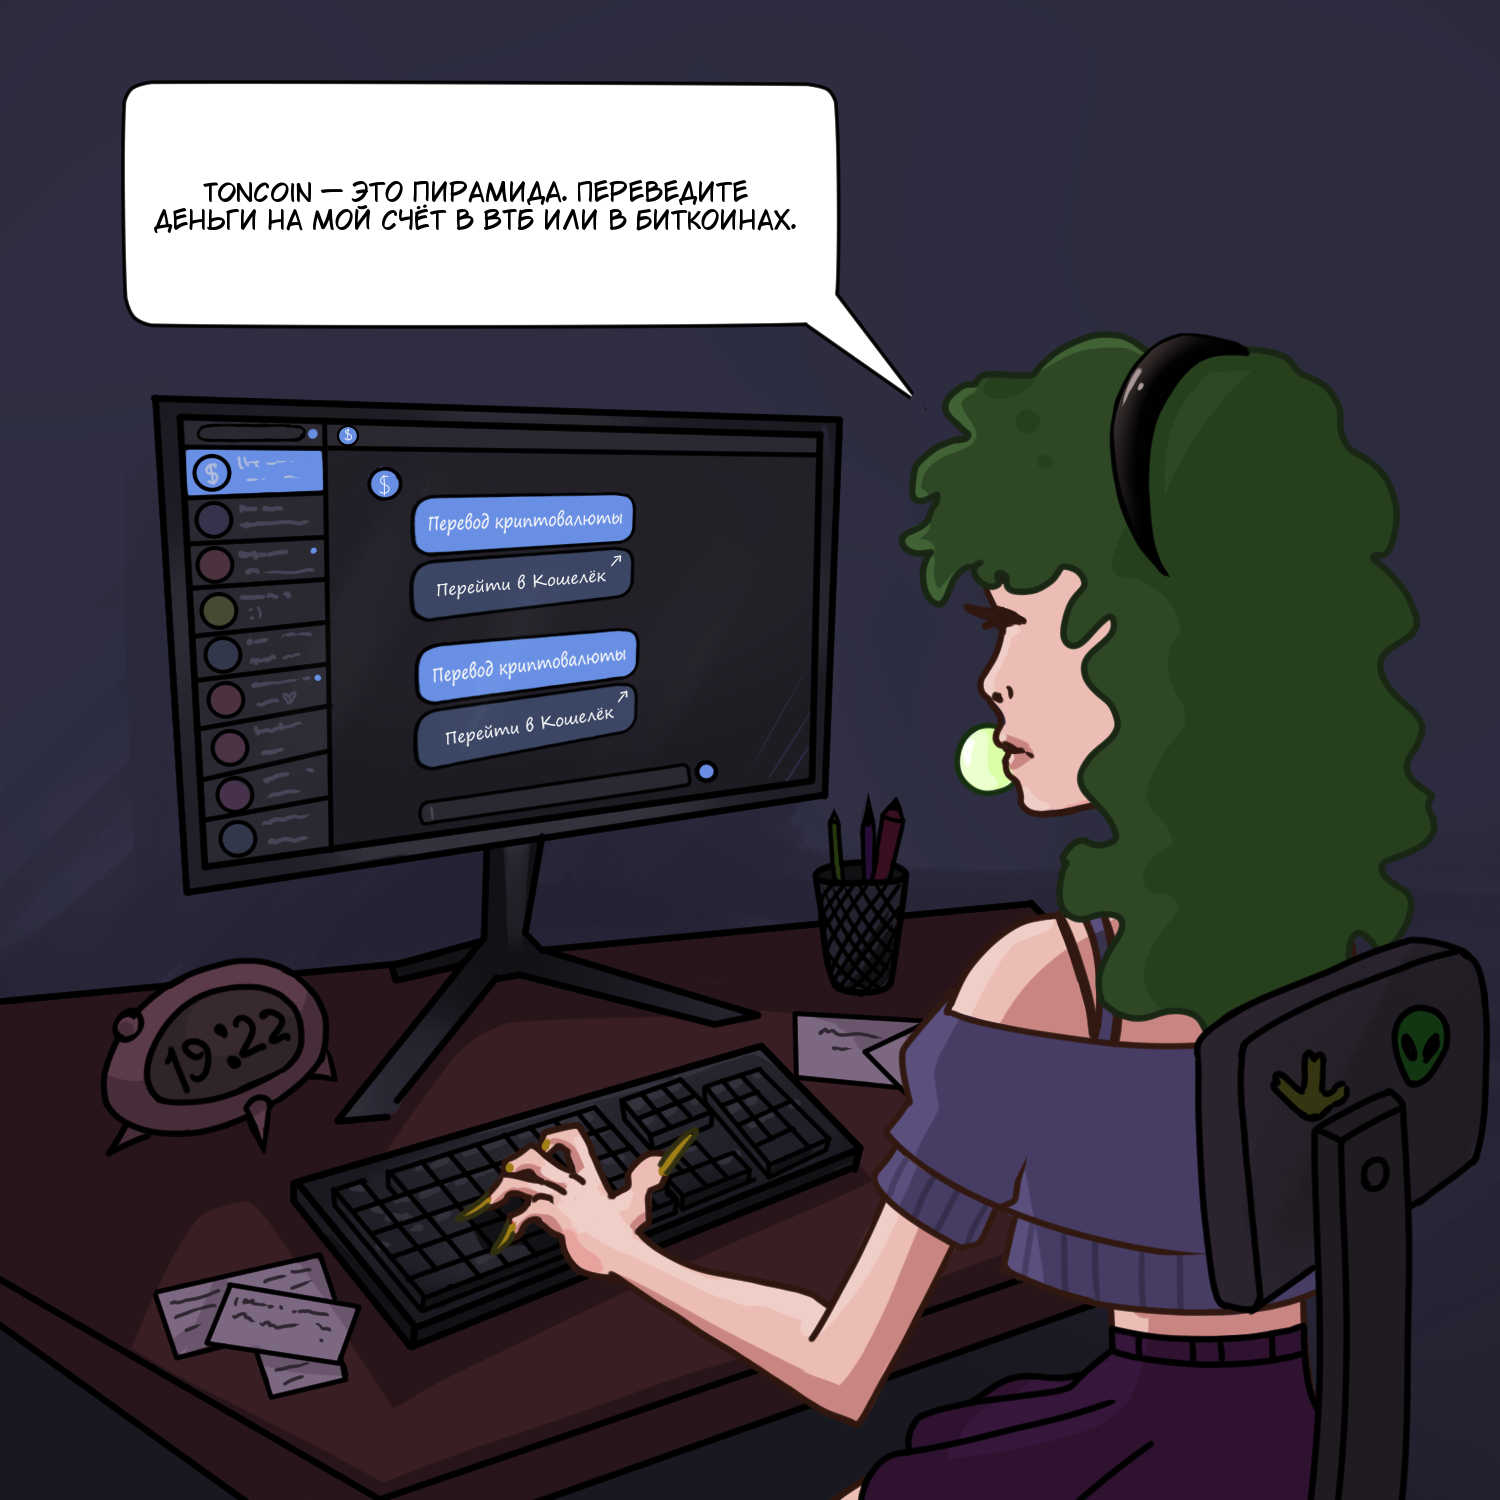 TONCOIN — ЭТО ПИРАМИДА. ПЕРЕВЕДИТЕ
ДЕНЬГИ НА МОЙ СЧЁТ В ВТБ ИЛИ В БИТКОИНАХ.
$
$
$
Перевод криптовалюты
Перейти в Кошелёк
:)
Перевод криптовалюты
Перейти в Кошелёк
19:22